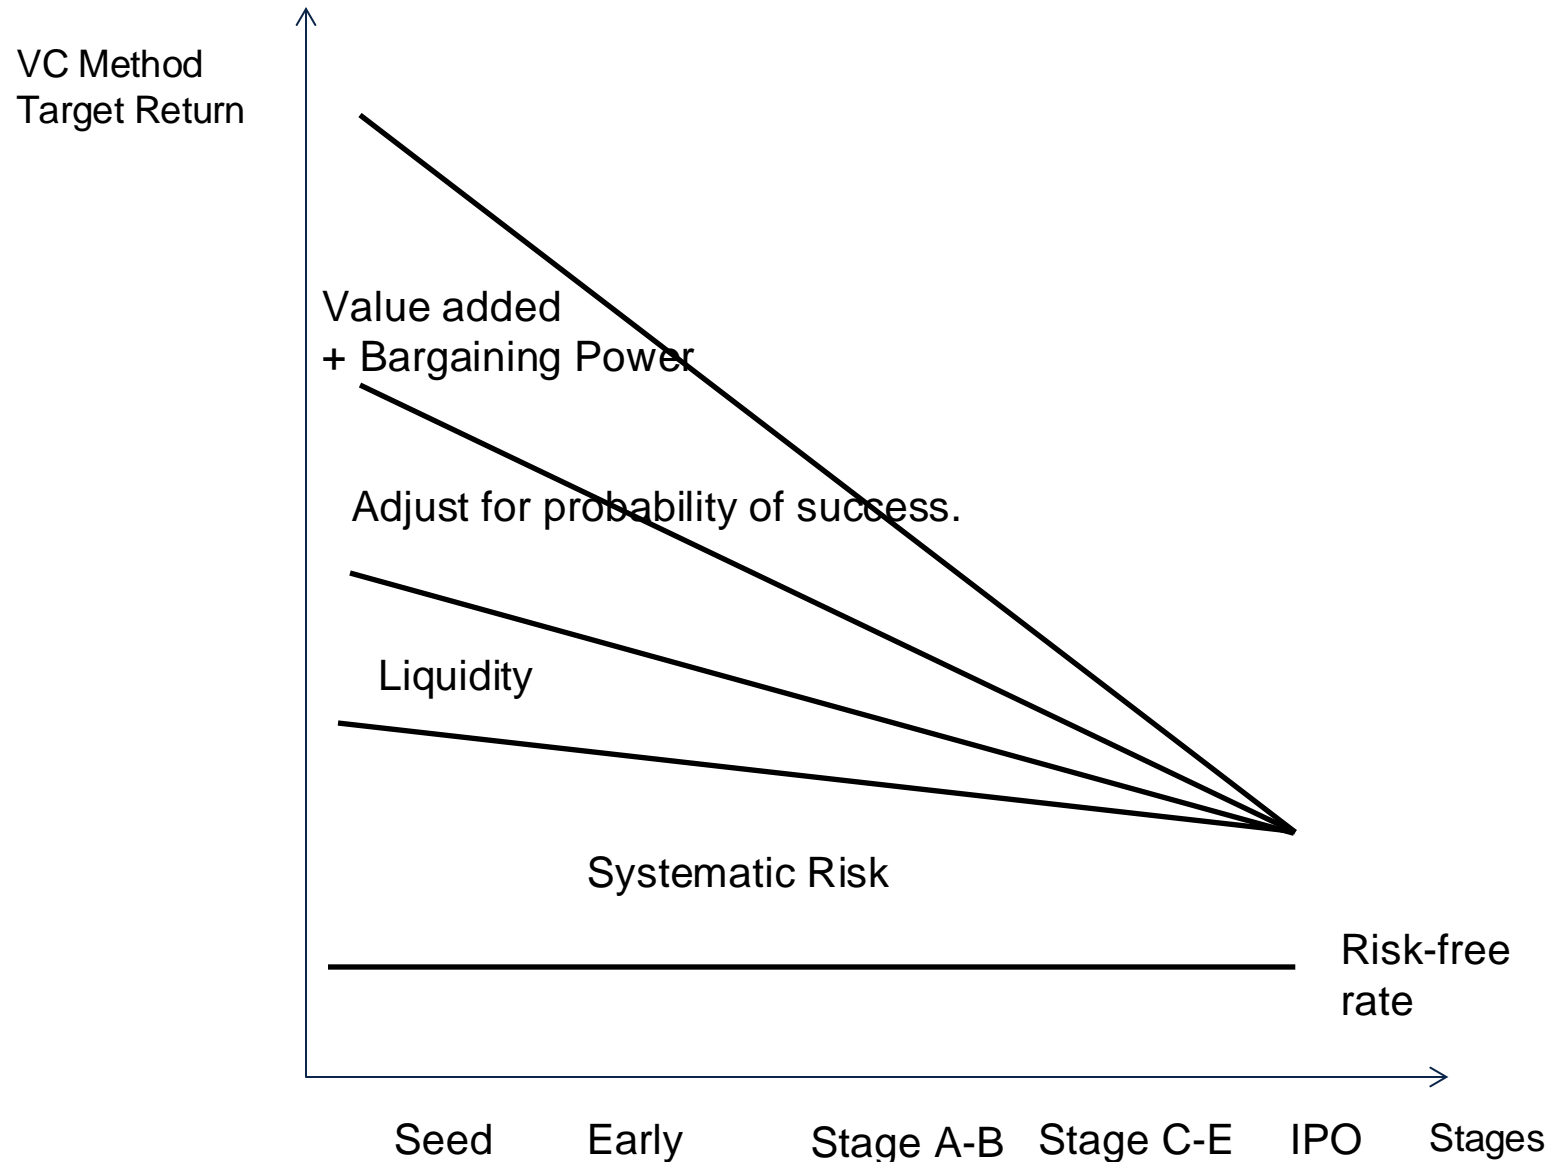 VC Method
Target Return
Value added
+ Bargaining Power
Adjust for probability of success.
Liquidity
Systematic Risk
Risk-free
rate
Seed
Early
Stage A-B
Stage C-E
IPO
Stages